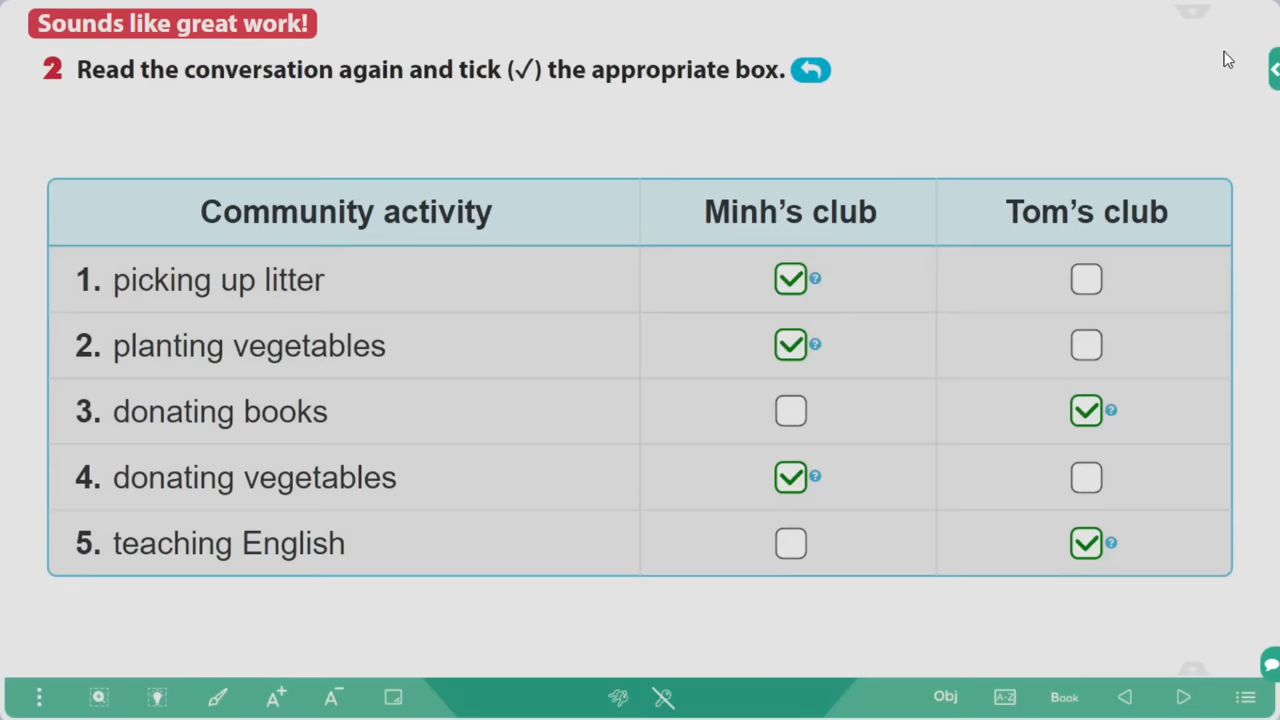 Sounds like great work!
2 Read the conversation again and tick (✓) the appropriate box.
Community activity Minh's club Tom's club
1. picking up litter
2. planting vegetables
3. donating books
4. donating vegetables
5. teaching English
A+ A- Obj A-Z Book